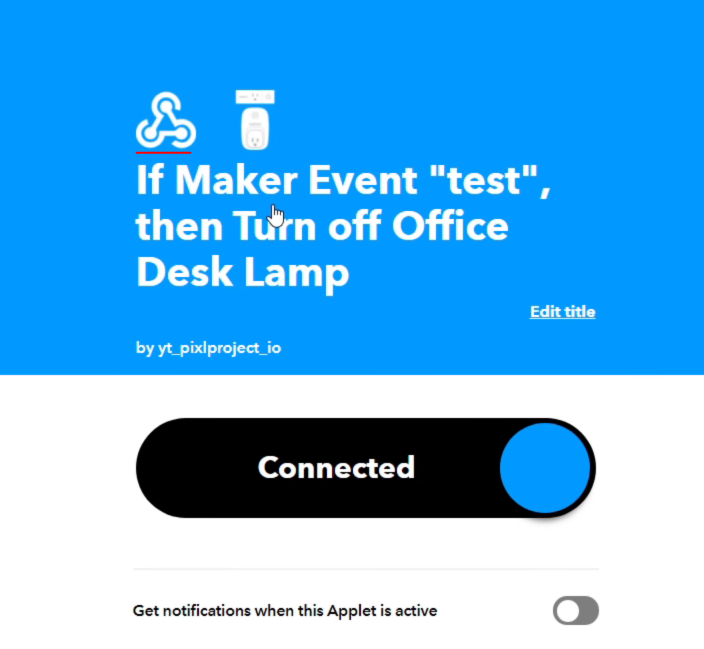 If Maker Event "test",
then Turn off Office
Desk Lamp
Edit title
by yt_pixlproject_io
Connected
Get notifications when this Applet is active